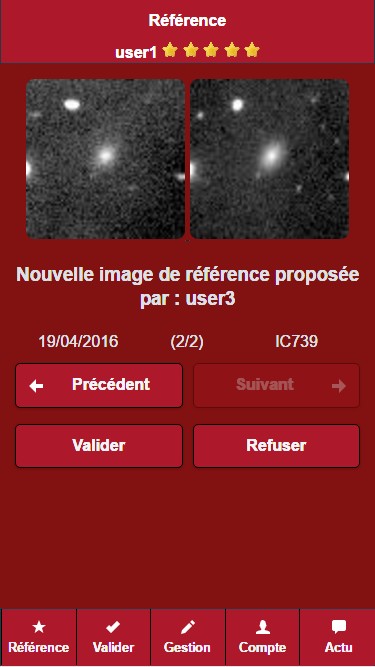 Référence
user1
Nouvelle image de référence proposée
par : user3
19/04/2016 (2/2) IC739
Précédent Suivant
Valider Refuser
Référence Valider Gestion Compte Actu